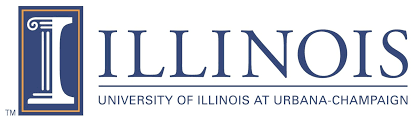 ILLINOIS
UNIVERSITY OF ILLINOIS AT URBANA-CHAMPAIGN
TM